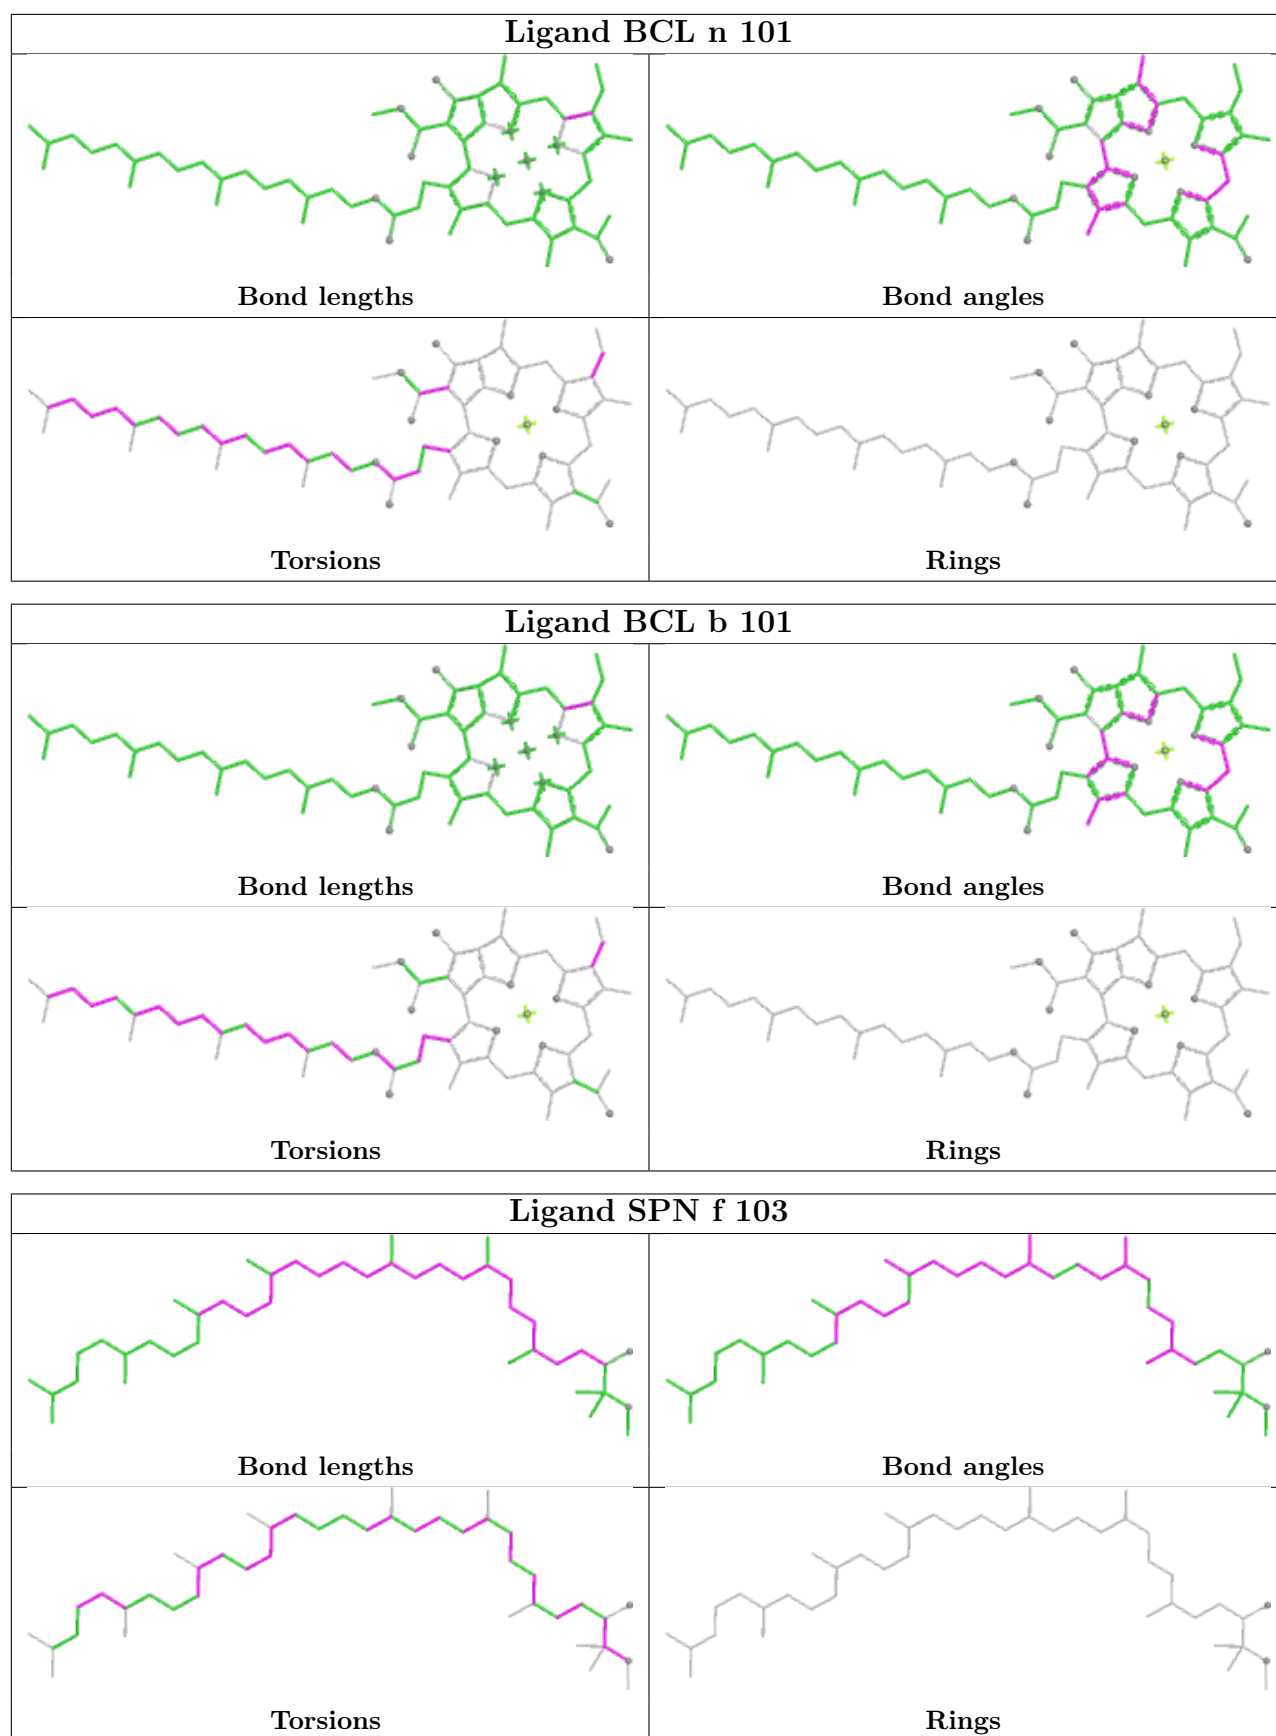 Ligand BCL n 101
Bond lengths
Bond angles
Torsions
Rings
Ligand BCL b 101
Bond lengths
Bond angles
Torsions
Rings
Ligand SPN f 103
Bond lengths
Bond angles
Torsions
Rings